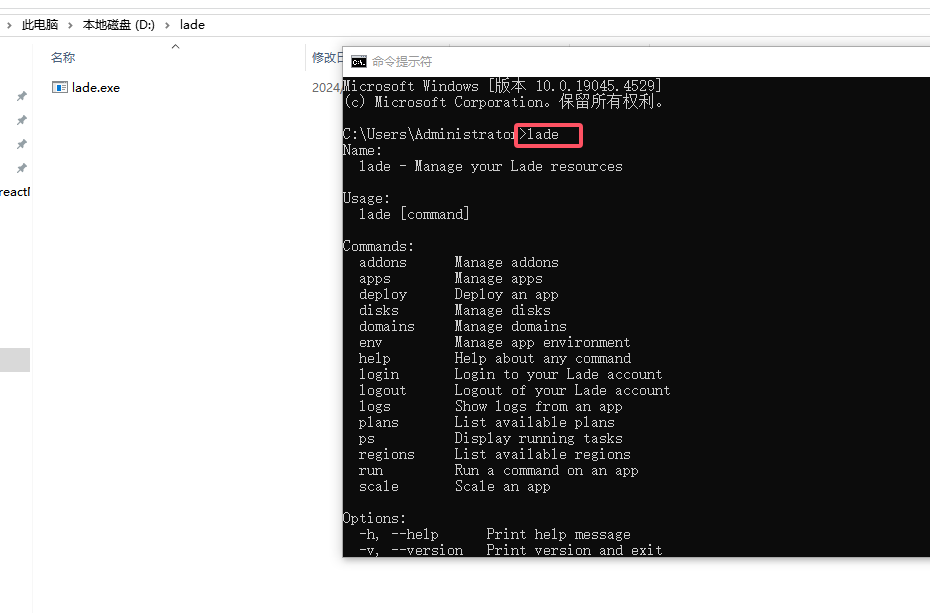 此电脑 > 本地磁盘 (D:) > lade
名称
修改日
lade.exe
2024
reactN
命令提示符
Microsoft Windows [版本 10.0.19045.4529]
(c) Microsoft Corporation。保留所有权利。
C:\Users\Administrator>lade
Name:
lade - Manage your Lade resources
Usage:
lade [command]
Commands:
addons Manage addons
apps Manage apps
deploy Deploy an app
disks Manage disks
domains Manage domains
env Manage app environment
help Help about any command
login Login to your Lade account
logout Logout of your Lade account
logs Show logs from an app
plans List available plans
ps Display running tasks
regions List available regions
run Run a command on an app
scale Scale an app
Options:
-h, --help Print help message
-v, --version Print version and exit